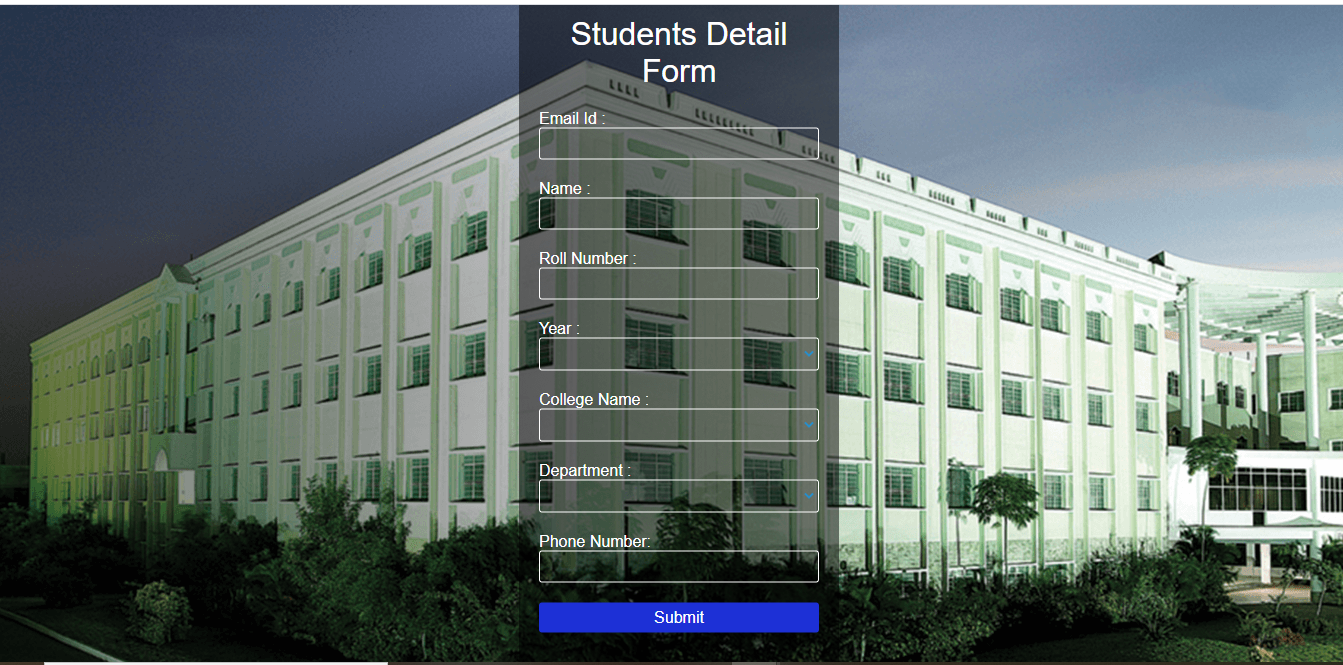 Students Detail
Form
Email Id :
Name :
Roll Number :
Year :
College Name :
Department :
Phone Number:
Submit